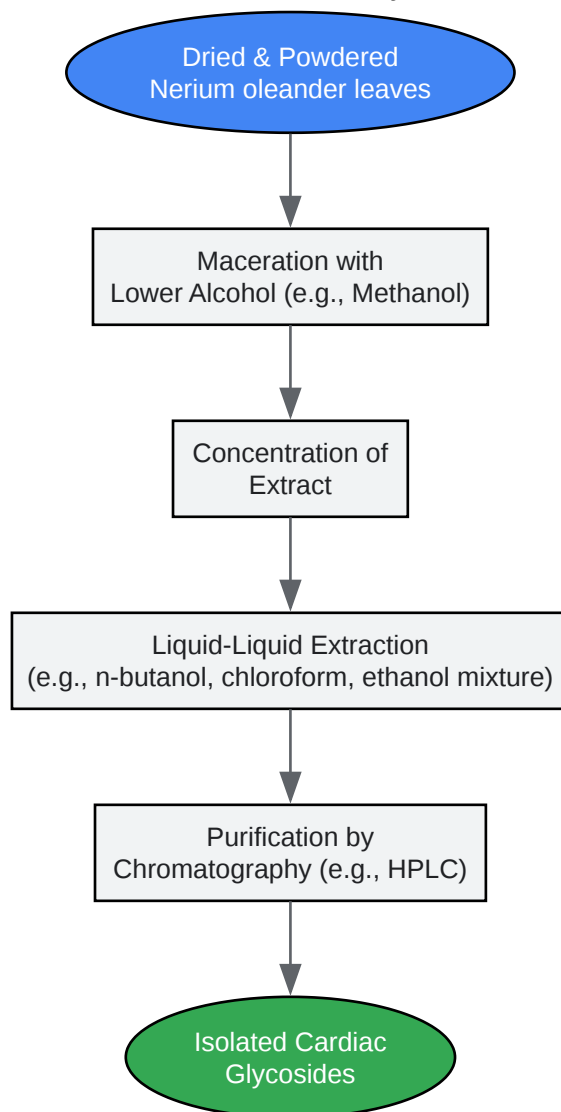 Dried & Powdered
Nerium oleander leaves
Maceration with
Lower Alcohol (e.g., Methanol)
Concentration of
Extract
Liquid-Liquid Extraction
(e.g., n-butanol, chloroform, ethanol mixture)
Purification by
Chromatography (e.g., HPLC)
Isolated Cardiac
Glycosides